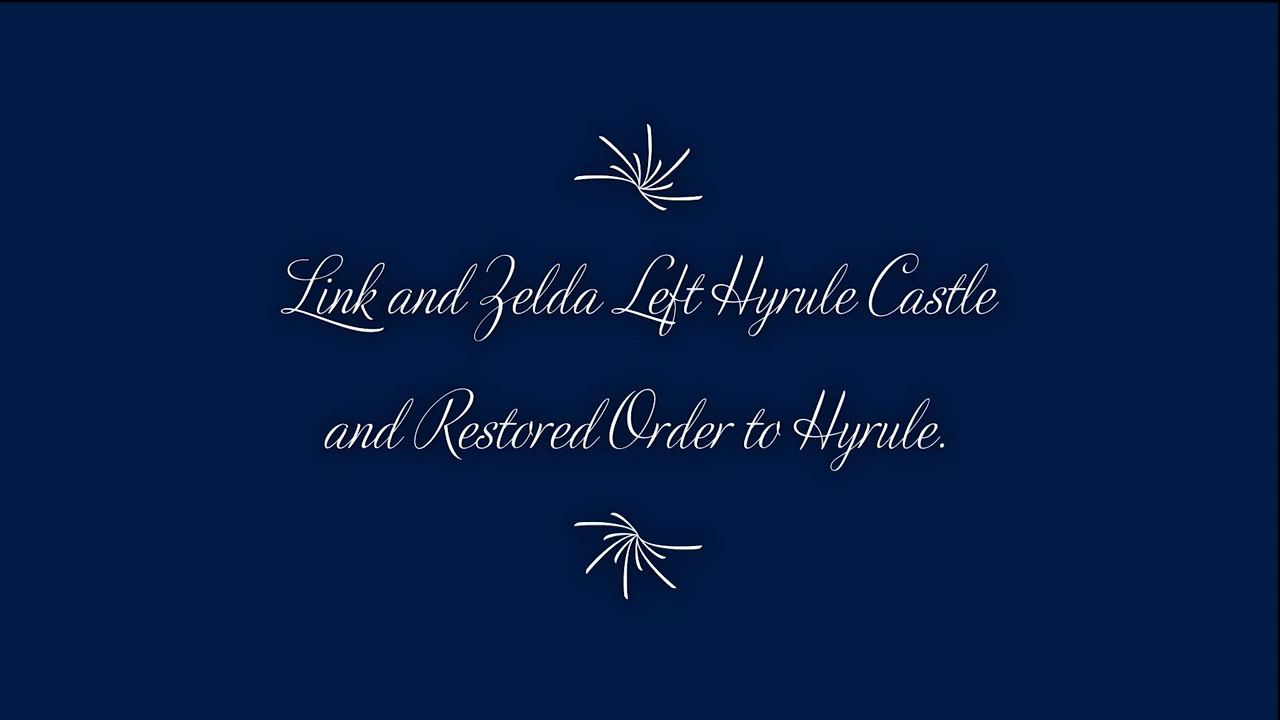 Link and Zelda Left Hyrule Castle
and Restored Order to Hyrule.